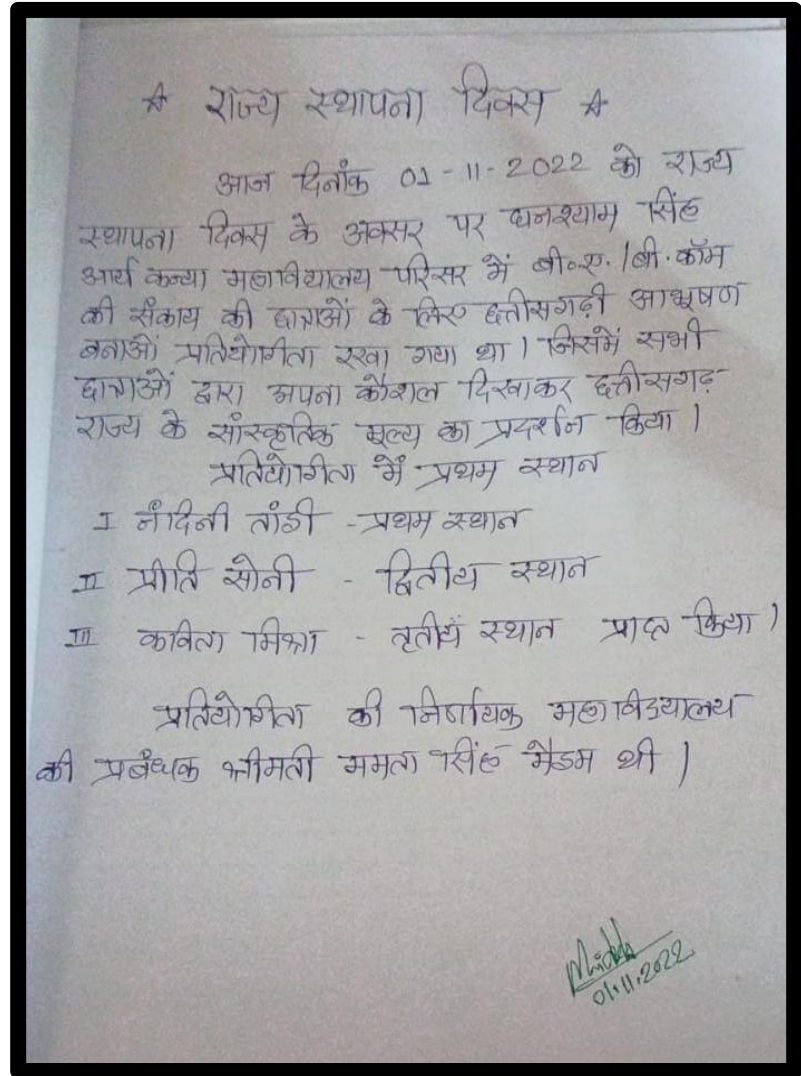 ☆ राज्य स्थापना दिवस ☆
आज दिनाँक 01-11-2022 को राज्य
स्थापना दिवस के अवसर पर घनश्याम सिंह
आर्य कन्या महाविद्यालय परिसर में बी०ए०/बी.कॉम
की संकाय की छात्राओं के लिए छत्तीसगढ़ी आभूषण
बनाओं प्रतियोगीता रखा गया था। जिसमें सभी
छात्राओं द्वारा अपना कौशल दिखाकर छत्तीसगढ़
राज्य के सांस्कृतिक मूल्य का प्रदर्शन किया।
प्रतियोगीता में प्रथम स्थान
I नंदिनी तांडी - प्रथम स्थान
II प्रीति सोनी - द्वितीय स्थान
III कविता मिश्रा - तृतीय स्थान प्राप्त किया।
प्रतियोगीता की निर्णायक महाविद्यालय
की प्रबंधक श्रीमती ममता सिंह मैडम थी।
01.11.2022